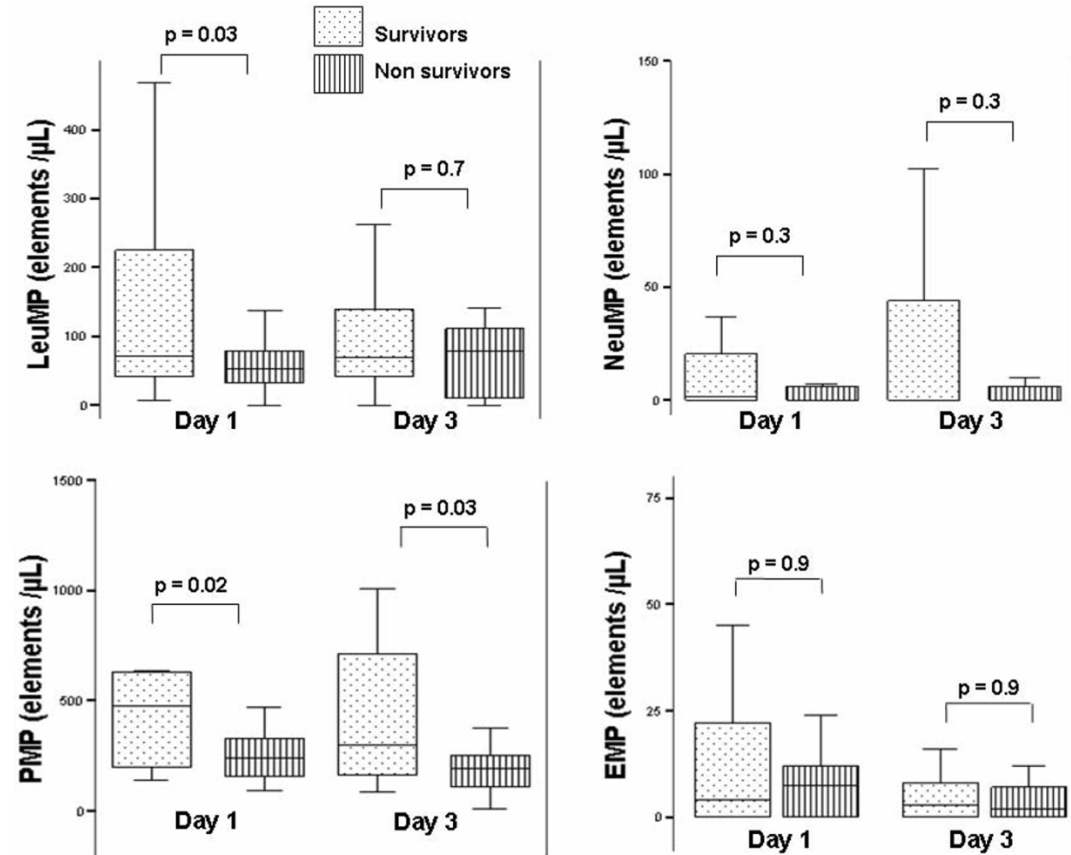 p = 0.03
Survivors
Non survivors
LeuMP (elements /µL)
400
300
200
100
0
p = 0.7
Day 1
Day 3
NeuMP (elements /µL)
150
100
50
0
p = 0.3
p = 0.3
Day 1
Day 3
PMP (elements /µL)
1500
1000
500
0
p = 0.02
p = 0.03
Day 1
Day 3
EMP (elements /µL)
75
50
25
0
p = 0.9
p = 0.9
Day 1
Day 3